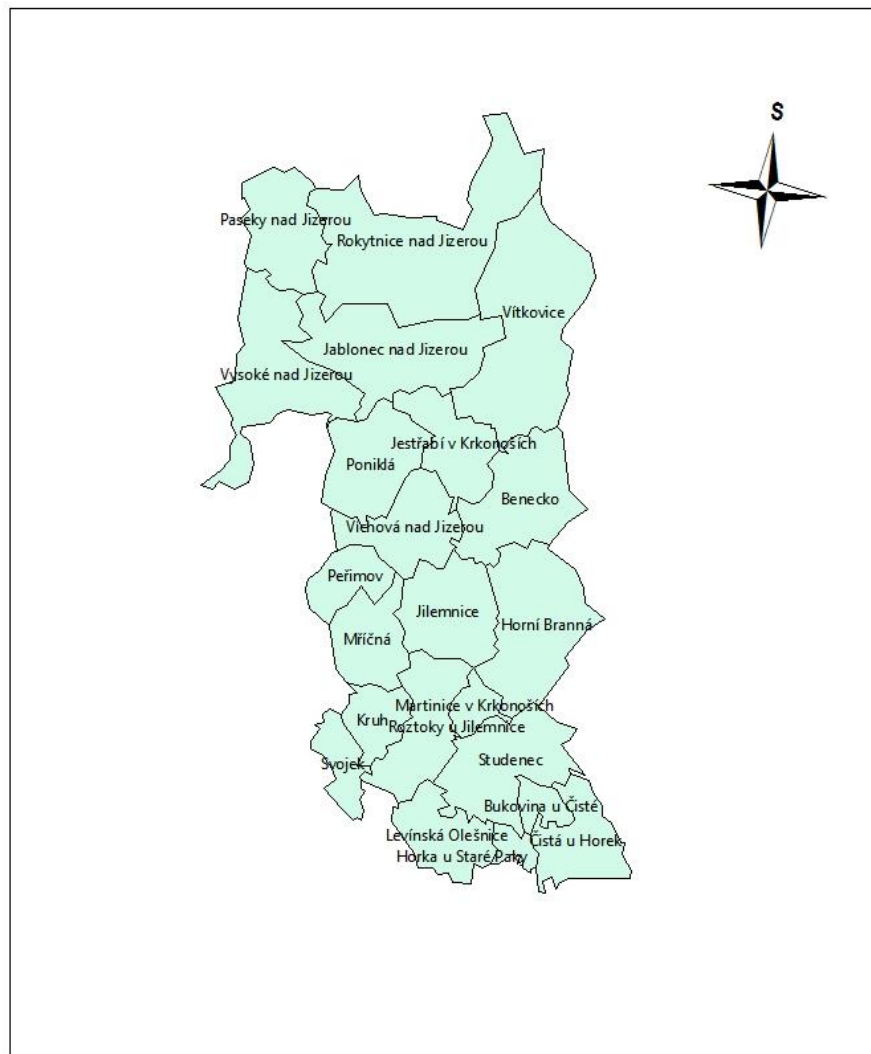 S
Paseky nad Jizerou
Rokytnice nad Jizerou
Vítkovice
Jablonec nad Jizerou
Vysoké nad Jizerou
Jestřabí v Krkonoších
Poniklá
Benecko
Víchová nad Jizerou
Peřimov
Jilemnice
Horní Branná
Mříčná
Martinice v Krkonoších
Kruh
Roztoky u Jilemnice
Svojek
Studenec
Bukovina u Čisté
Levínská Olešnice
Čistá u Horek
Horka u Staré Paky